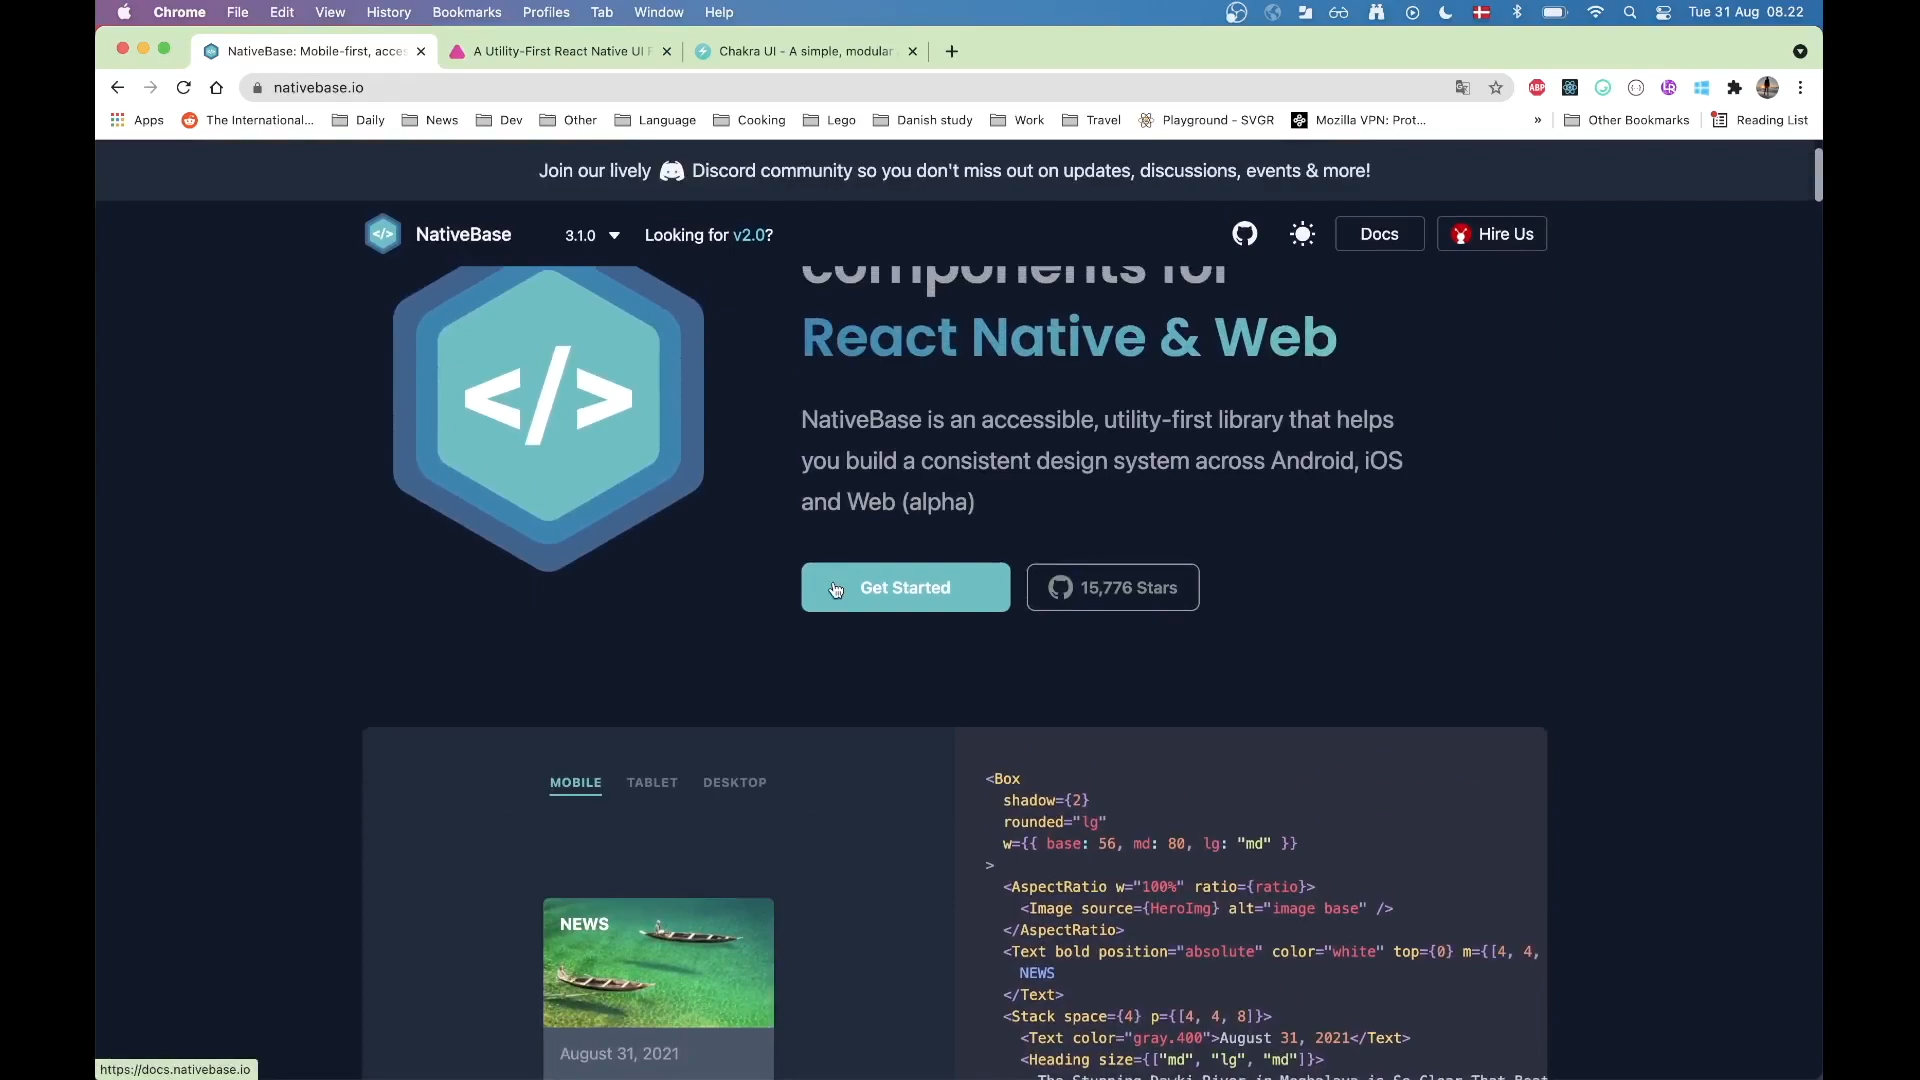 Chrome File Edit View History Bookmarks Profiles Tab Window Help Tue 31 Aug 08.22
NativeBase: Mobile-first, acces A Utility-First React Native UI F Chakra UI - A simple, modular
nativebase.io
Apps The International... Daily News Dev Other Language Cooking Lego Danish study Work Travel Playground - SVGR Mozilla VPN: Prot... » Other Bookmarks Reading List
Join our lively Discord community so you don't miss out on updates, discussions, events & more!
NativeBase 3.1.0 Looking for v2.0? Docs Hire Us
components for
React Native & Web
</>
NativeBase is an accessible, utility-first library that helps
you build a consistent design system across Android, iOS
and Web (alpha)
Get Started 15,776 Stars
MOBILE TABLET DESKTOP
NEWS
August 31, 2021
<Box
shadow={2}
rounded="lg"
w={{ base: 56, md: 80, lg: "md" }}
>
<AspectRatio w="100%" ratio={ratio}>
<Image source={HeroImg} alt="image base" />
</AspectRatio>
<Text bold position="absolute" color="white" top={0} m={[4, 4,
NEWS
</Text>
<Stack space={4} p={[4, 4, 8]}>
<Text color="gray.400">August 31, 2021</Text>
<Heading size={["md", "lg", "md"]}>
https://docs.nativebase.io